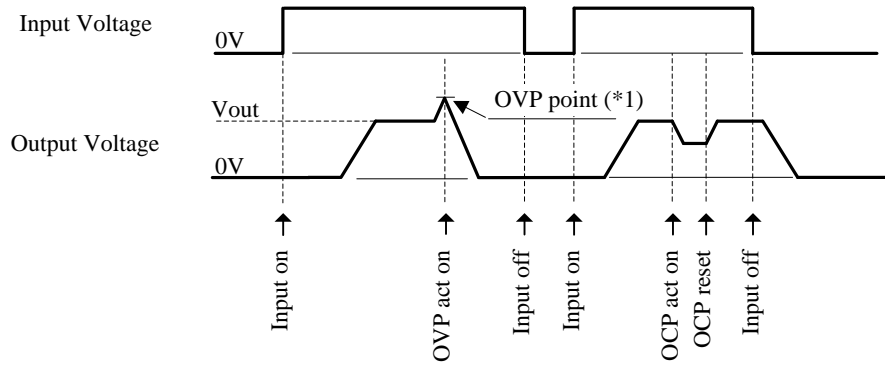 Input Voltage
0V
OVP point (*1)
Vout
Output Voltage
0V
Input on
OVP act on
Input off
Input on
OCP act on
OCP reset
Input off